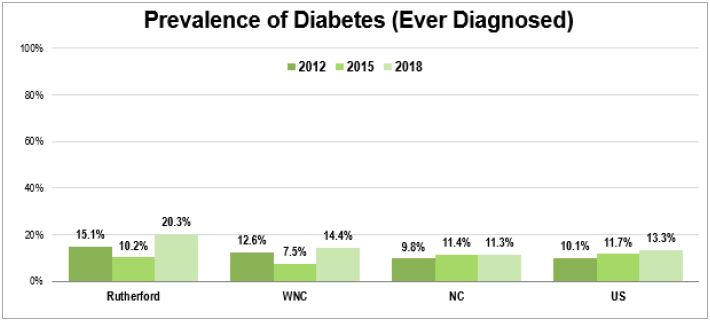 Prevalence of Diabetes (Ever Diagnosed)
100%
2012 2015 2018
80%
60%
40%
20%
15.1% 10.2% 20.3% 12.6% 7.5% 14.4% 9.8% 11.4% 11.3% 10.1% 11.7% 13.3%
0%
Rutherford WNC NC US